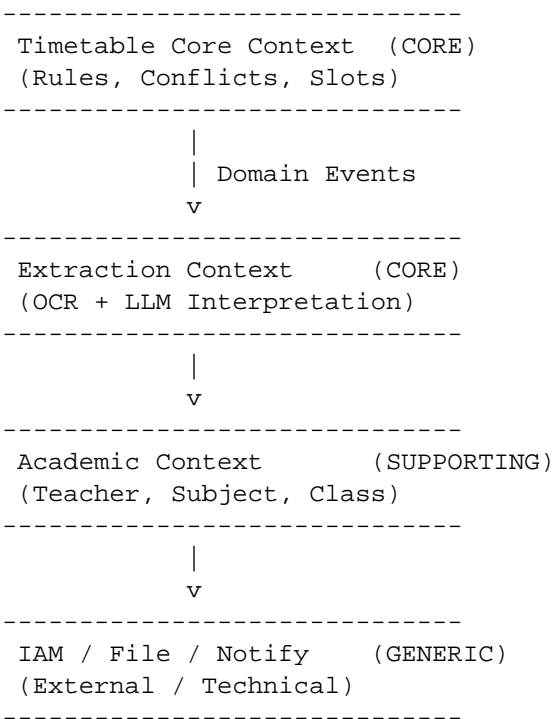 ------------------------------
Timetable Core Context (CORE)
(Rules, Conflicts, Slots)
------------------------------
|
| Domain Events
v
------------------------------
Extraction Context (CORE)
(OCR + LLM Interpretation)
------------------------------
|
v
------------------------------
Academic Context (SUPPORTING)
(Teacher, Subject, Class)
------------------------------
|
v
------------------------------
IAM / File / Notify (GENERIC)
(External / Technical)
------------------------------